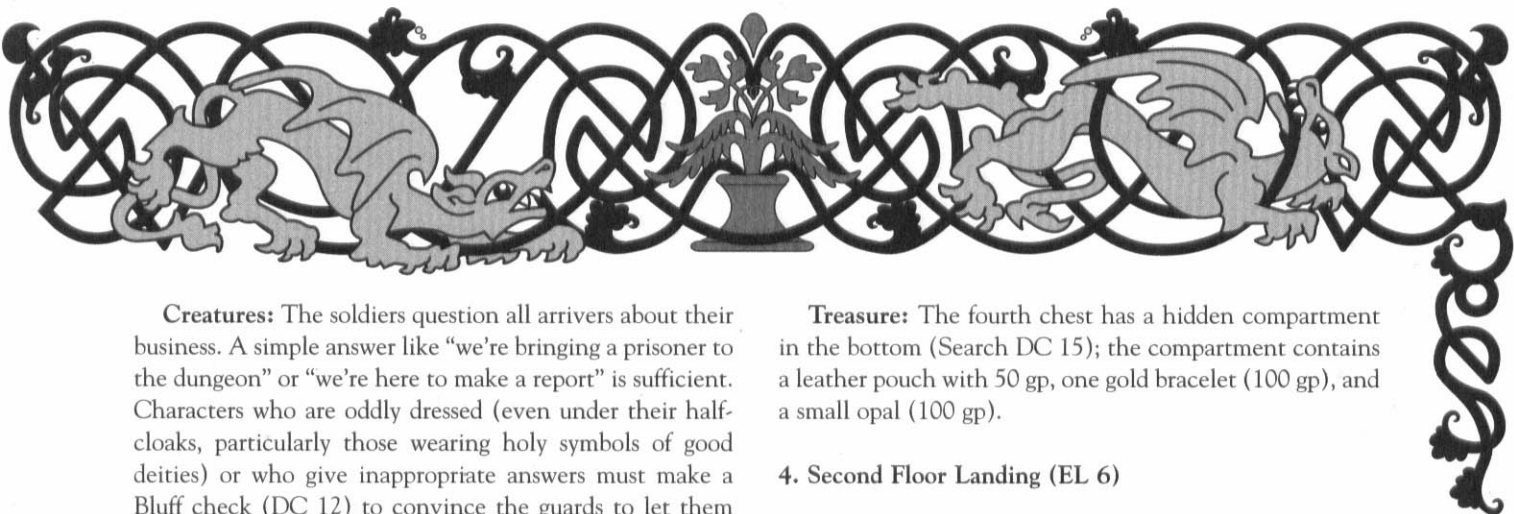 Creatures: The soldiers question all arrivers about their
business. A simple answer like “we’re bringing a prisoner to
the dungeon” or “we’re here to make a report” is sufficient.
Characters who are oddly dressed (even under their half-
cloaks, particularly those wearing holy symbols of good
deities) or who give inappropriate answers must make a
Bluff check (DC 12) to convince the guards to let them
Treasure: The fourth chest has a hidden compartment
in the bottom (Search DC 15); the compartment contains
a leather pouch with 50 gp, one gold bracelet (100 gp), and
a small opal (100 gp).
4. Second Floor Landing (EL 6)